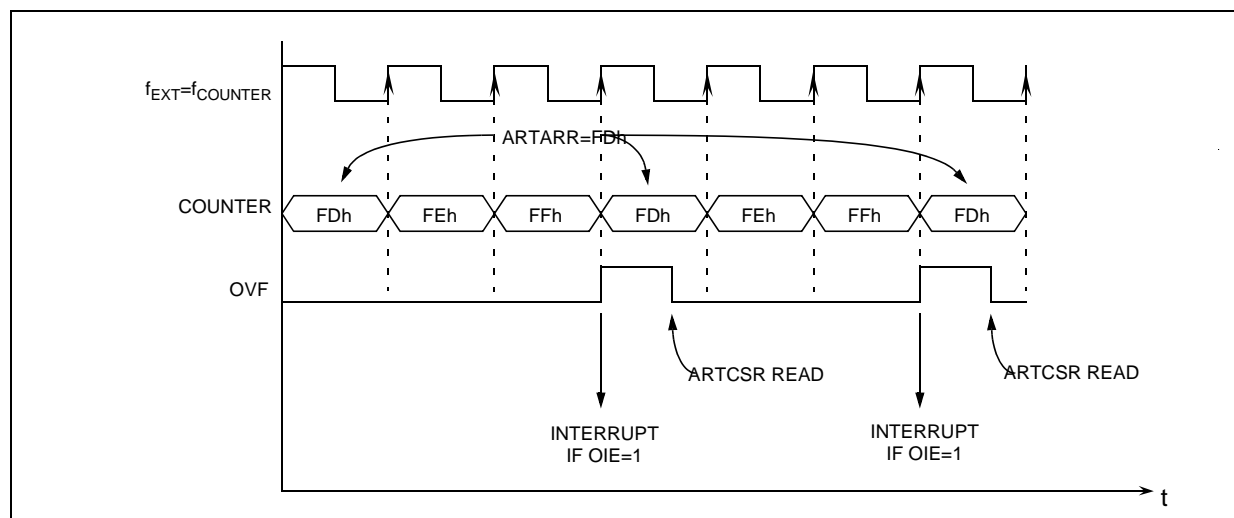 fEXT=fCOUNTER
ARTARR=FDh
COUNTER
FDh FEh FFh FDh FEh FFh FDh
OVF
ARTCSR READ ARTCSR READ
INTERRUPT INTERRUPT
IF OIE=1 IF OIE=1
t